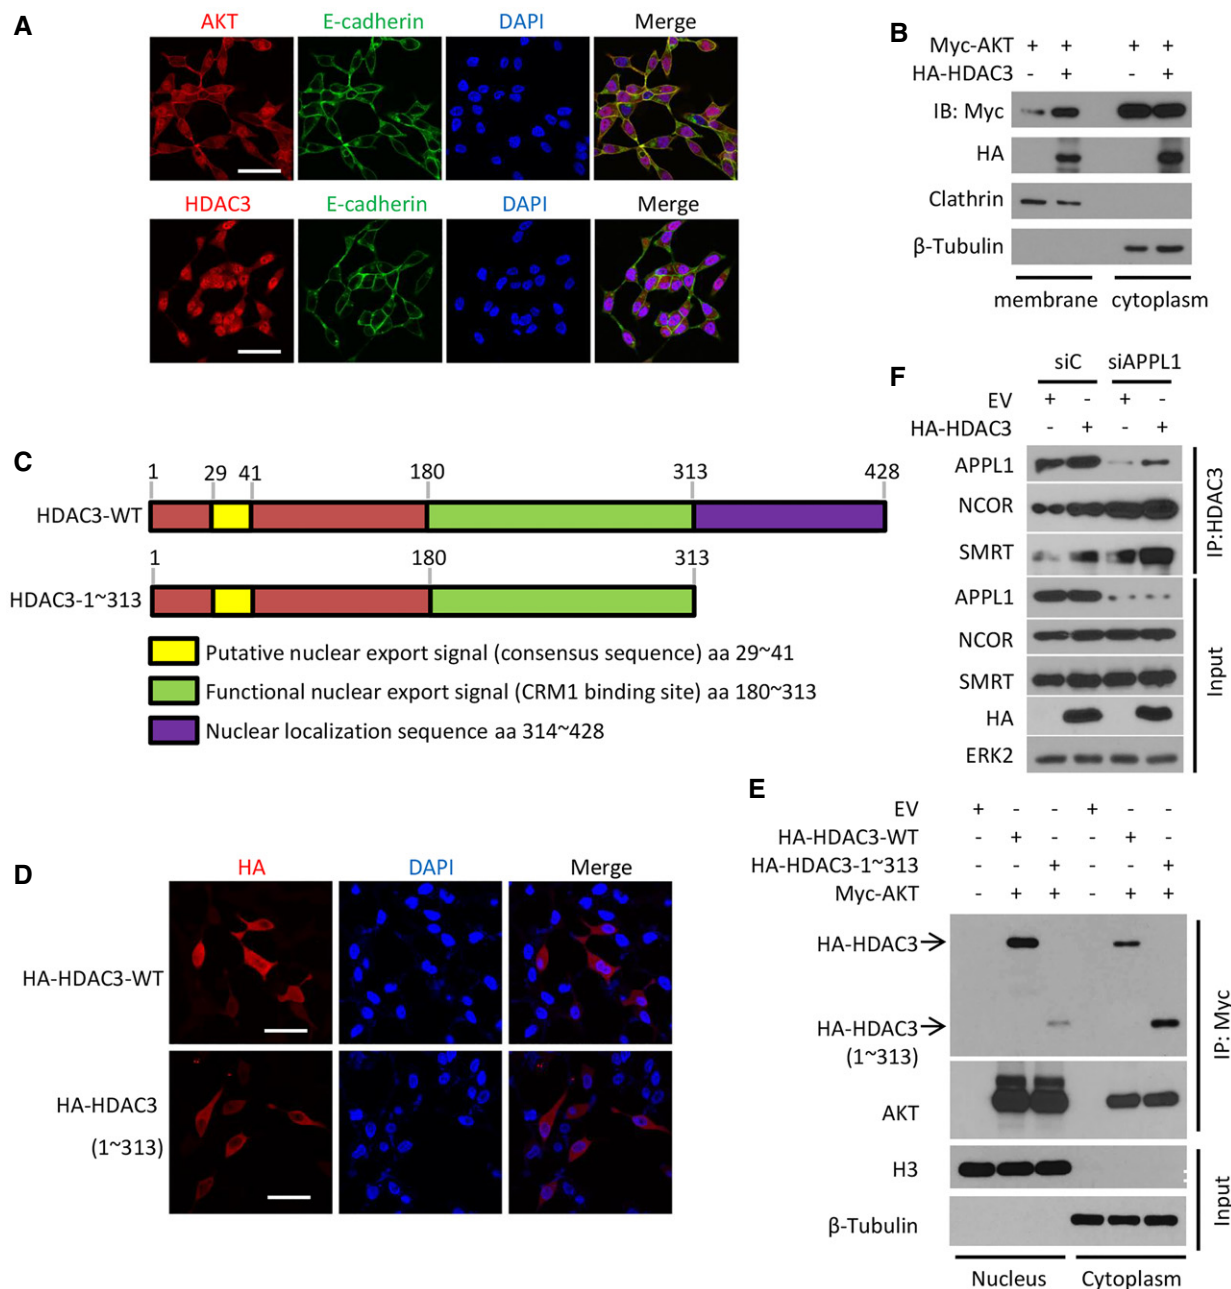 A
AKT E-cadherin DAPI Merge
HDAC3 E-cadherin DAPI Merge
B
Myc-AKT + + + +
HA-HDAC3 - + - +
IB: Myc
HA
Clathrin
β-Tubulin
membrane cytoplasm
C
1 29 41 180 313 428
HDAC3-WT
1 180 313
HDAC3-1~313
Putative nuclear export signal (consensus sequence) aa 29~41
Functional nuclear export signal (CRM1 binding site) aa 180~313
Nuclear localization sequence aa 314~428
F
siC siAPPL1
EV + - + -
HA-HDAC3 - + - +
APPL1
NCOR
SMRT
IP:HDAC3
APPL1
NCOR
SMRT
HA
ERK2
Input
D
HA DAPI Merge
HA-HDAC3-WT
HA-HDAC3
(1~313)
E
EV + - - + - -
HA-HDAC3-WT - + - - + -
HA-HDAC3-1~313 - - + - - +
Myc-AKT - + + - + +
HA-HDAC3
HA-HDAC3
(1~313)
AKT
IP: Myc
H3
β-Tubulin
Input
Nucleus Cytoplasm